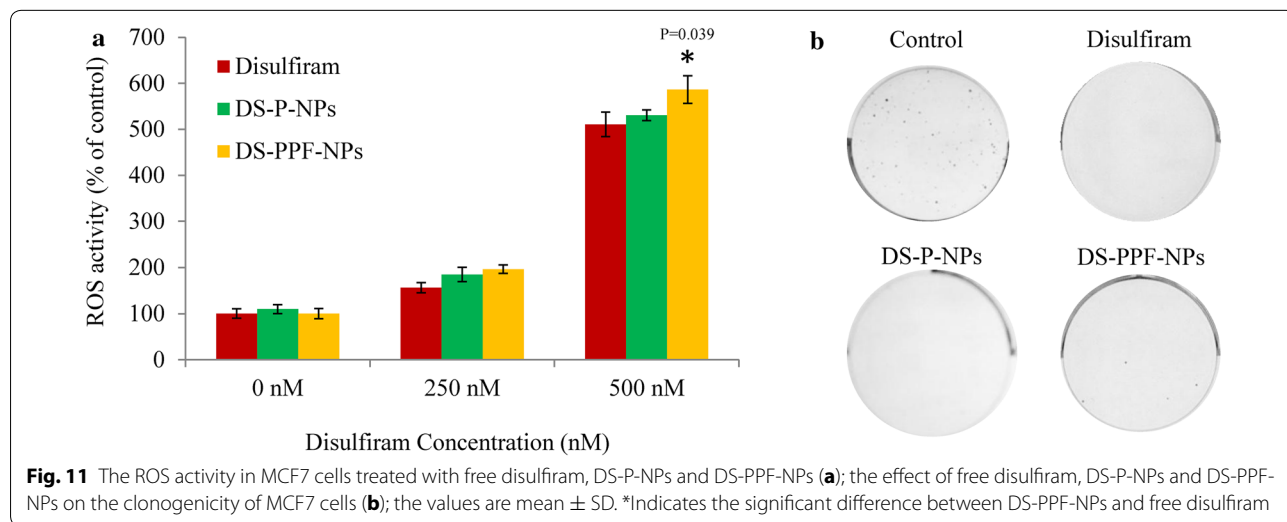 a
700
600
500
400
300
200
100
0
ROS activity (% of control)
Disulfiram
DS-P-NPs
DS-PPF-NPs
P=0.039
*
0 nM 250 nM 500 nM
Disulfiram Concentration (nM)
b
Control Disulfiram
DS-P-NPs DS-PPF-NPs
Fig. 11 The ROS activity in MCF7 cells treated with free disulfiram, DS-P-NPs and DS-PPF-NPs (a); the effect of free disulfiram, DS-P-NPs and DS-PPF-
NPs on the clonogenicity of MCF7 cells (b); the values are mean ± SD. *Indicates the significant difference between DS-PPF-NPs and free disulfiram